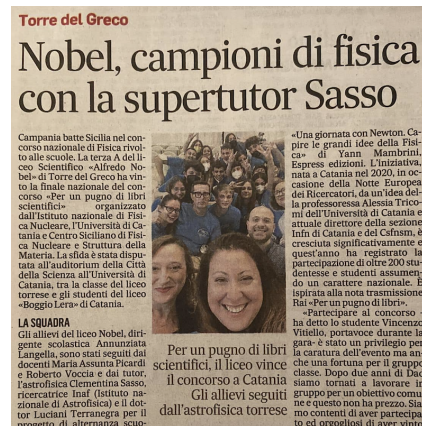 Torre del Greco
Nobel, campioni di fisica
con la supertutor Sasso
Campania batte Sicilia nel con-
corso nazionale di Fisica rivol-
to alle scuole. La terza A del li-
ceo Scientifico «Alfredo No-
bel» di Torre del Greco ha vin-
to la finale nazionale del con-
corso «Per un pugno di libri
scientifici» organizzato
dall'Istituto nazionale di Fisi-
ca Nucleare, l'Università di Ca-
tania e Centro Siciliano di Fisi-
ca Nucleare e Struttura della
Materia. La sfida è stata dispu-
tata all'auditorium della Città
della Scienza all'Università di
Catania, tra la classe del liceo
torrese e gli studenti del liceo
«Boggio Lera» di Catania.
LA SQUADRA
Gli allievi del liceo Nobel, diri-
gente scolastica Annunziata
Langella, sono stati seguiti dai
docenti Maria Assunta Picardi
e Roberto Voccia e dai tutor,
l'astrofisica Clementina Sasso,
ricercatrice Inaf (Istituto na-
zionale di Astrofisica) e il dot-
tor Luciani Terranegra per il
progetto di alternanza scuo-
Per un pugno di libri
scientifici, il liceo vince
il concorso a Catania
Gli allievi seguiti
dall'astrofisica torrese
«Una giornata con Newton. Ca-
pire le grandi idee della Fisi-
ca» di Yann Mambrini,
Espress edizioni. L'iniziativa,
nata a Catania nel 2020, in oc-
casione della Notte Europea
dei Ricercatori, da un'idea del-
la professoressa Alessia Trico-
mi dell'Università di Catania e
attuale direttore della sezione
Infn di Catania e del Csfnsm, è
cresciuta significativamente e
quest'anno ha registrato la
partecipazione di oltre 200 stu-
dentesse e studenti assumen-
do un carattere nazionale. È
ispirata alla nota trasmissione
Rai «Per un pugno di libri».
«Partecipare al concorso -
ha detto lo studente Vincenzo
Vitiello, portavoce durante la
gara- è stato un privilegio per
la caratura dell'evento ma an-
che una fortuna per il gruppo
classe. Dopo due anni di Dad
siamo tornati a lavorare in
gruppo per un obiettivo comu-
ne e questo non ha prezzo. Sia-
mo contenti di aver partecipa-
to ed orgogliosi di aver vinto